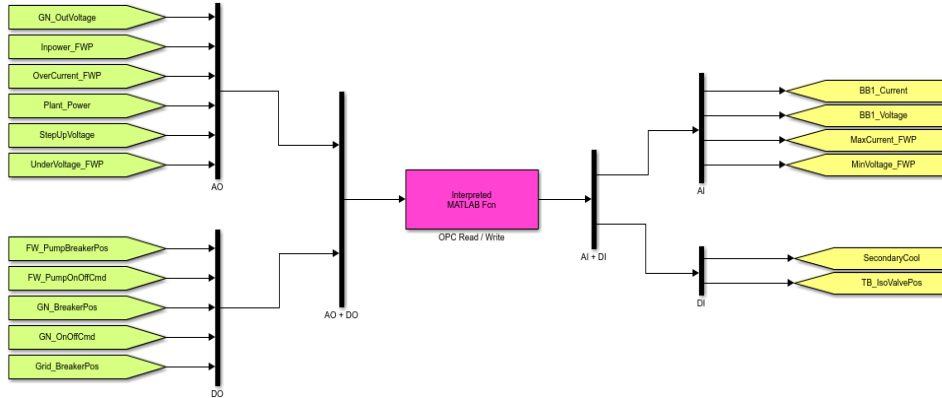 GN_OutVoltage
Inpower_FWP
OverCurrent_FWP
Plant_Power
StepUpVoltage
UnderVoltage_FWP
AO
FW_PumpBreakerPos
FW_PumpOnOffCmd
GN_BreakerPos
GN_OnOffCmd
Grid_BreakerPos
DO
AO + DO
Interpreted
MATLAB Fcn
OPC Read / Write
AI + DI
BB1_Current
BB1_Voltage
MaxCurrent_FWP
MinVoltage_FWP
AI
SecondaryCool
TB_IsoValvePos
DI